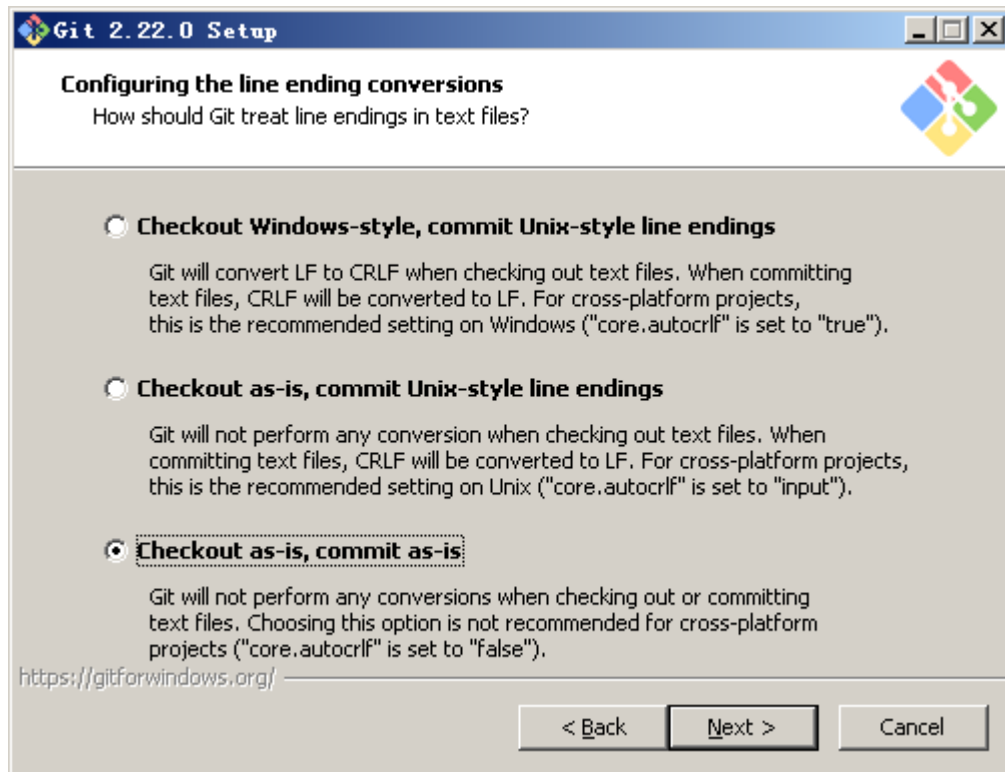 Git 2.22.0 Setup
Configuring the line ending conversions
How should Git treat line endings in text files?
Checkout Windows-style, commit Unix-style line endings
Git will convert LF to CRLF when checking out text files. When committing
text files, CRLF will be converted to LF. For cross-platform projects,
this is the recommended setting on Windows ("core.autocrlf" is set to "true").
Checkout as-is, commit Unix-style line endings
Git will not perform any conversion when checking out text files. When
committing text files, CRLF will be converted to LF. For cross-platform projects,
this is the recommended setting on Unix ("core.autocrlf" is set to "input").
Checkout as-is, commit as-is
Git will not perform any conversions when checking out or committing
text files. Choosing this option is not recommended for cross-platform
projects ("core.autocrlf" is set to "false").
https://gitforwindows.org/
< Back Next > Cancel